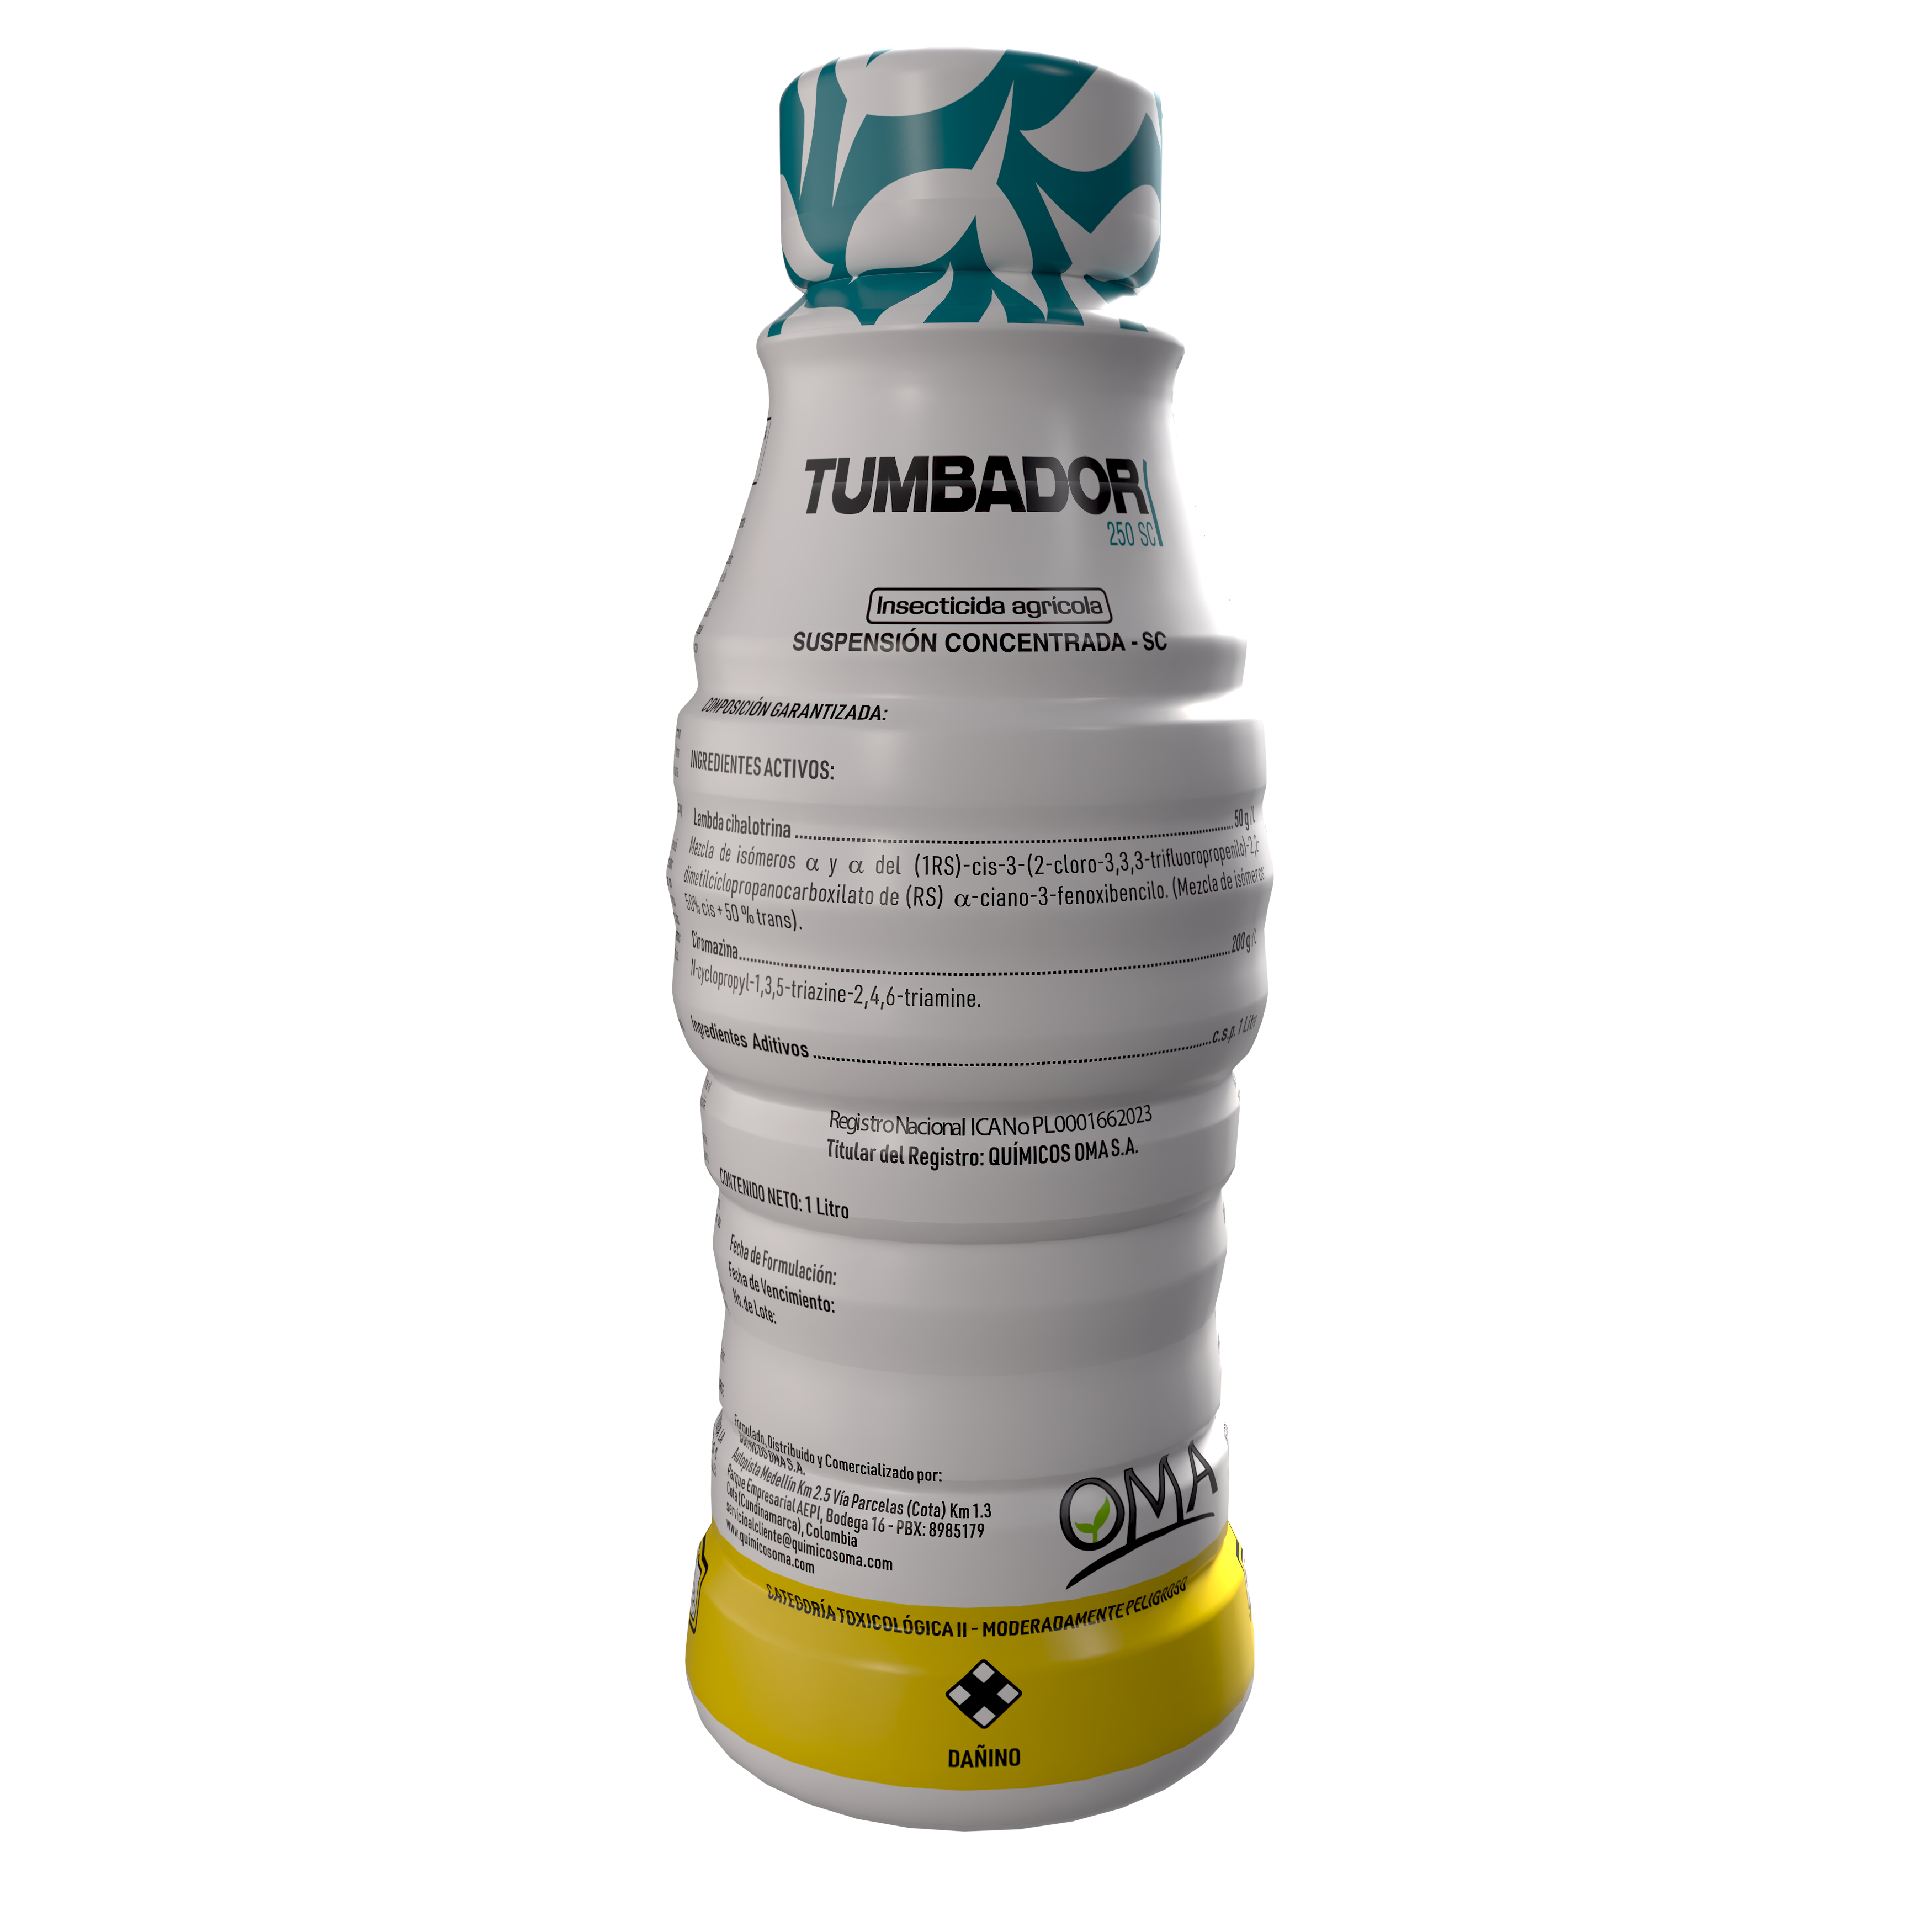 TUMBADOR
250 SC
Insecticida agrícola
SUSPENSIÓN CONCENTRADA - SC
COMPOSICIÓN GARANTIZADA:
INGREDIENTES ACTIVOS:
Lambda cihalotrina ........ 50 g / L
Mezcla de isómeros α y α del (1RS)-cis-3-(2-cloro-3,3,3-trifluoropropenilo)-2,2-
dimetilciclopropanocarboxilato de (RS) α-ciano-3-fenoxibencilo. (Mezcla de isómeros
50% cis + 50 % trans).
Ciromazina ........ 200 g / L
N-cyclopropyl-1,3,5-triazine-2,4,6-triamine.
Ingredientes Aditivos ........ c.s.p. 1 Litro
Registro Nacional ICA No PL0001662023
Titular del Registro: QUÍMICOS OMA S.A.
CONTENIDO NETO: 1 Litro
Fecha de Formulación:
Fecha de Vencimiento:
No. de Lote:
Formulado, Distribuido y Comercializado por:
QUIMICOS OMA S.A.
Autopista Medellín Km 2.5 Vía Parcelas (Cota) Km 1.3
Parque Empresarial AEPI, Bodega 16 - PBX: 8985179
Cota (Cundinamarca), Colombia
servicioalcliente@quimicosoma.com
www.quimicosoma.com
OMA
CATEGORÍA TOXICOLÓGICA II - MODERADAMENTE PELIGROSO
DAÑINO